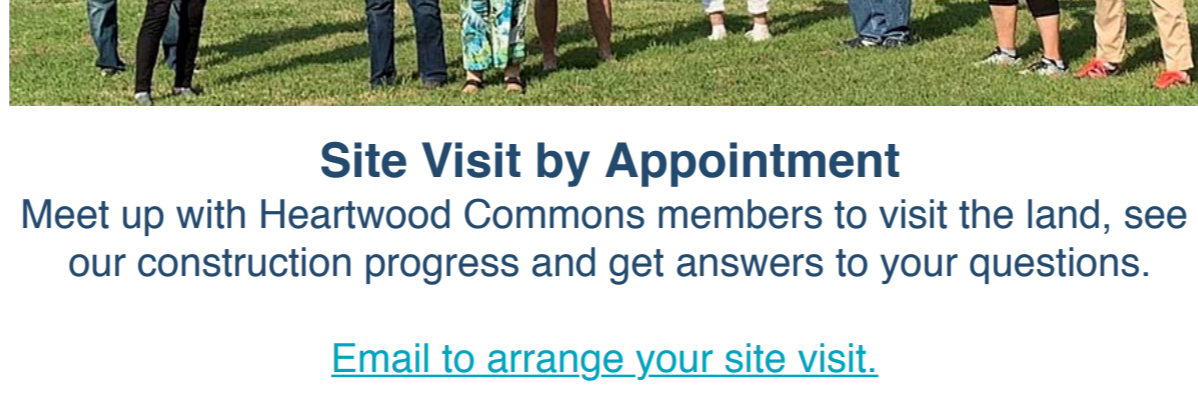 Site Visit by Appointment
Meet up with Heartwood Commons members to visit the land, see
our construction progress and get answers to your questions.
Email to arrange your site visit.